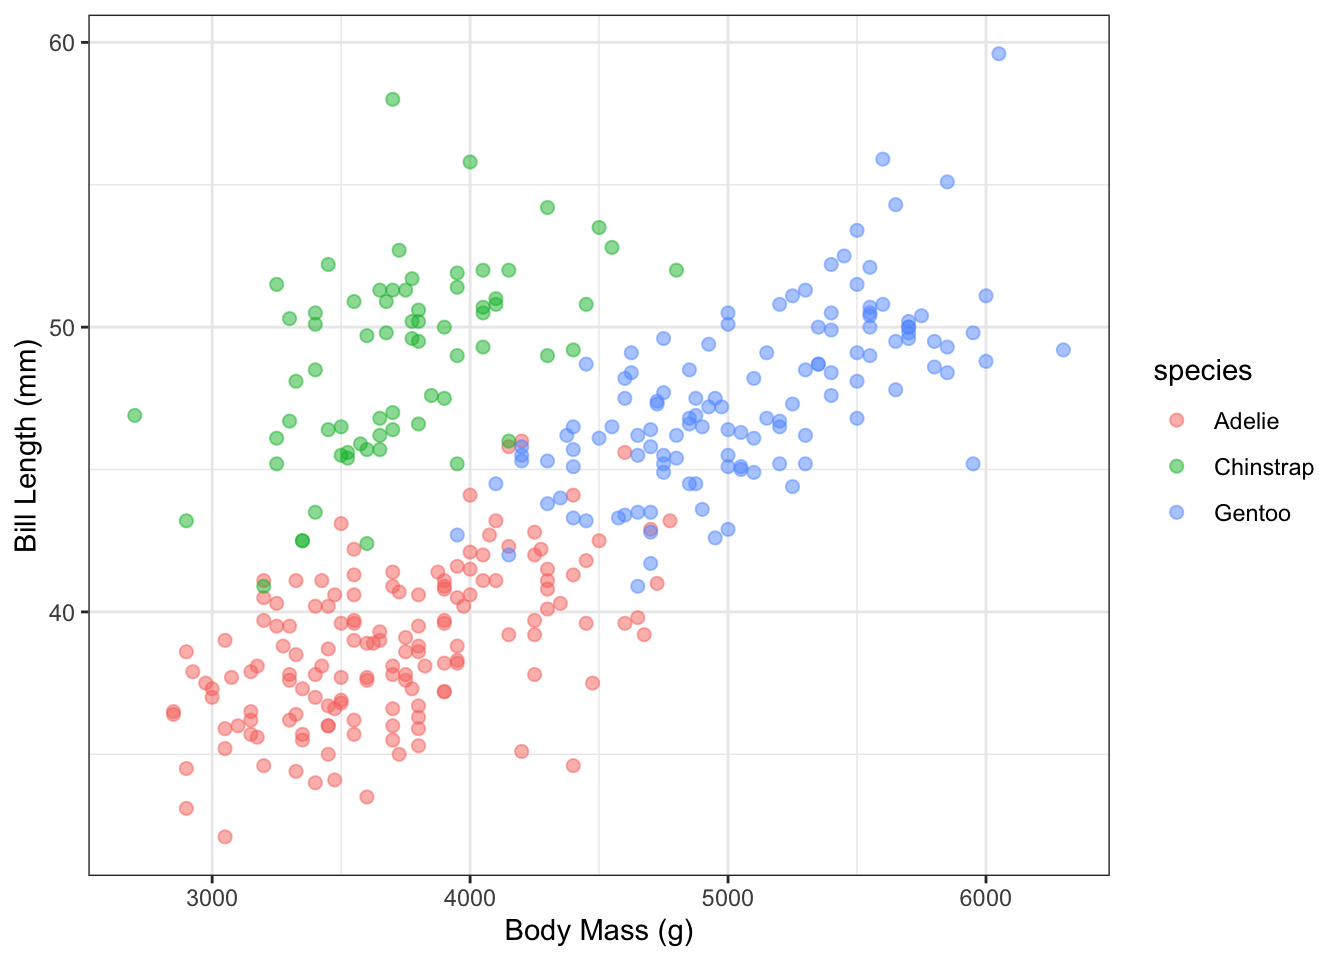 60
50
40
Bill Length (mm)
3000 4000 5000 6000
Body Mass (g)
species
Adelie
Chinstrap
Gentoo